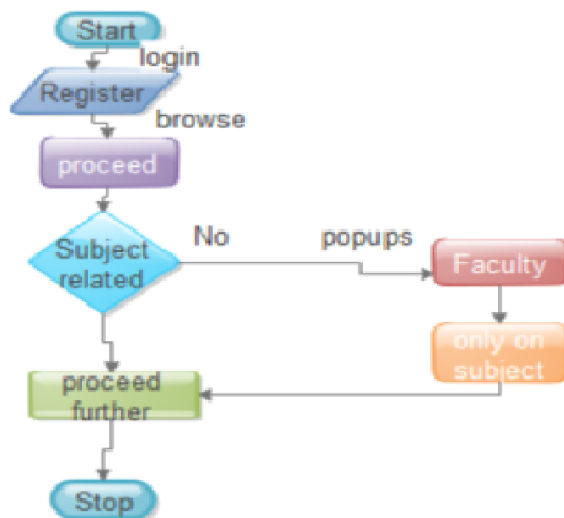 Start
login
Register
browse
proceed
Subject
related
No
popups
Faculty
only on
subject
proceed
further
Stop